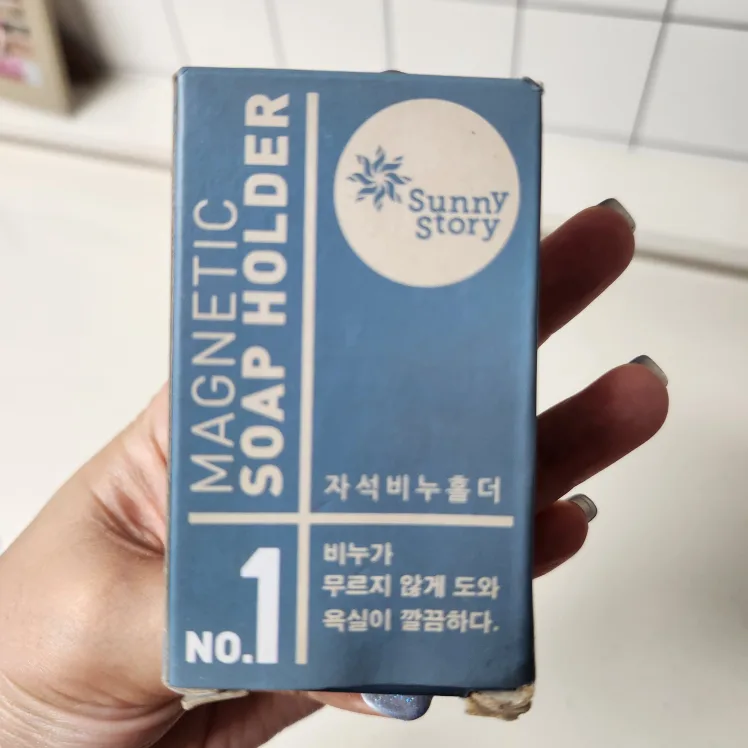 MAGNETIC
SOAP HOLDER
Sunny
Story
자석비누홀더
NO.1
비누가
무르지 않게 도와
욕실이 깔끔하다.